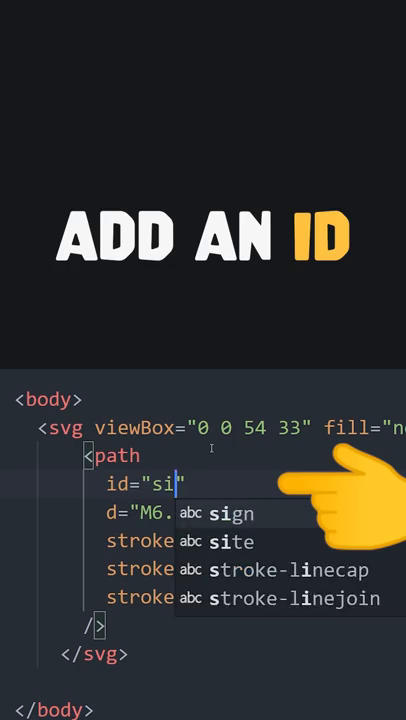 ADD AN ID
<body>
<svg viewBox="0 0 54 33" fill="n
<path
id="si"
d="M6.
abc sign
stroke
abc site
stroke
abc stroke-linecap
stroke
abc stroke-linejoin
/>
</svg>
</body>